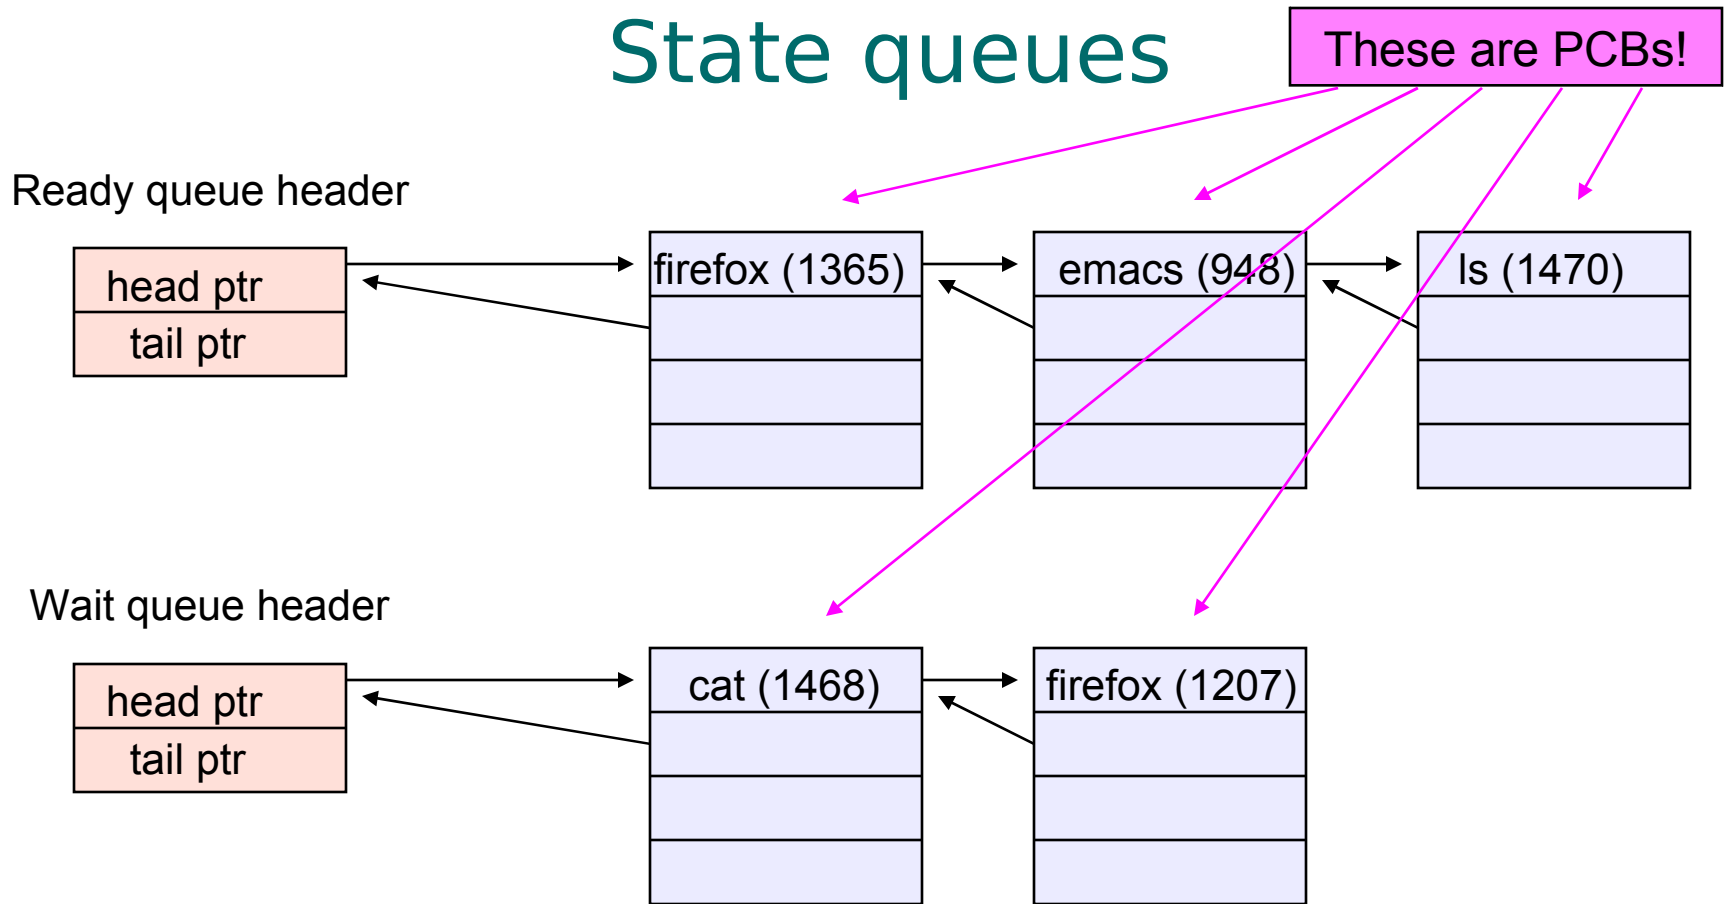 State queues
These are PCBs!
Ready queue header
head ptr
tail ptr
firefox (1365)
emacs (948)
ls (1470)
Wait queue header
head ptr
tail ptr
cat (1468)
firefox (1207)